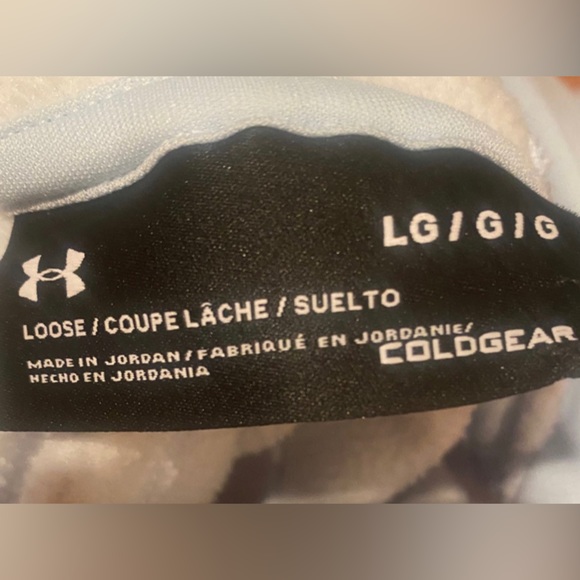 LG / G / G
LOOSE / COUPE LÂCHE / SUELTO
MADE IN JORDAN / FABRIQUÉ EN JORDANIE/
HECHO EN JORDANIA
COLDGEAR